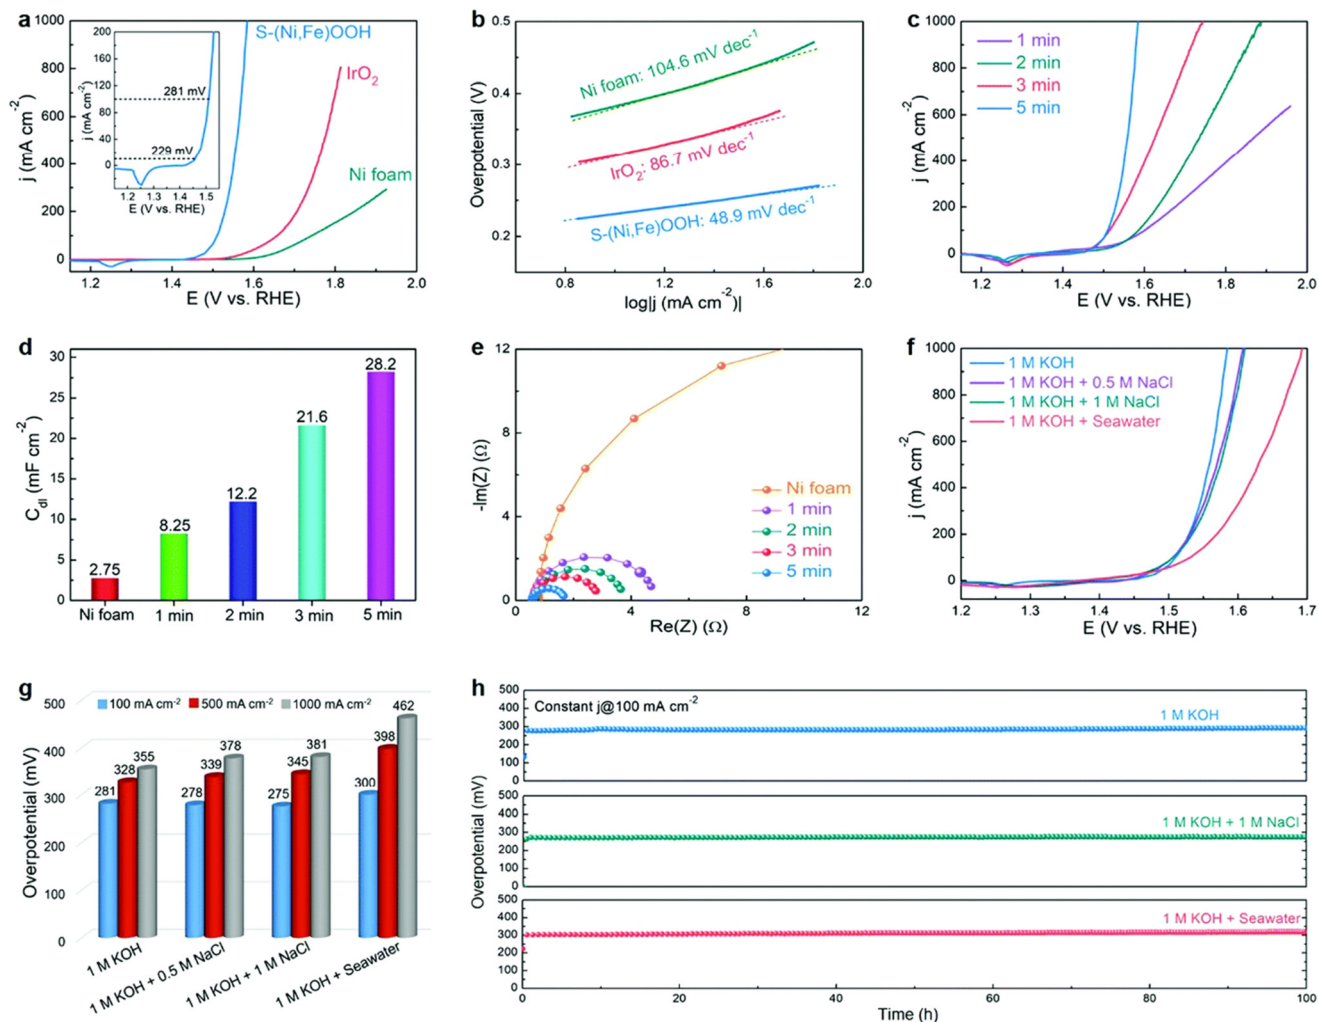 a
1000
800
600
400
200
0
j (mA cm-2)
1.2 1.4 1.6 1.8 2.0
E (V vs. RHE)
S-(Ni,Fe)OOH
IrO2
Ni foam
200
160
120
80
40
0
j (mA cm-2)
281 mV
229 mV
1.2 1.3 1.4 1.5
E (V vs. RHE)
b
0.5
0.4
0.3
0.2
Overpotential (V)
Ni foam: 104.6 mV dec-1
IrO2: 86.7 mV dec-1
S-(Ni,Fe)OOH: 48.9 mV dec-1
0.8 1.2 1.6 2.0
log|j (mA cm-2)|
c
1000
800
600
400
200
0
j (mA cm-2)
1 min
2 min
3 min
5 min
1.2 1.4 1.6 1.8 2.0
E (V vs. RHE)
d
30
25
20
15
10
5
0
Cdl (mF cm-2)
2.75
8.25
12.2
21.6
28.2
Ni foam 1 min 2 min 3 min 5 min
e
12
8
4
0
-Im(Z) (Ω)
Ni foam
1 min
2 min
3 min
5 min
0 4 8 12
Re(Z) (Ω)
f
1000
800
600
400
200
0
j (mA cm-2)
1 M KOH
1 M KOH + 0.5 M NaCl
1 M KOH + 1 M NaCl
1 M KOH + Seawater
1.2 1.3 1.4 1.5 1.6 1.7
E (V vs. RHE)
g
500
400
300
200
100
0
Overpotential (mV)
100 mA cm-2 500 mA cm-2 1000 mA cm-2
281 328 355
278 339 378
275 345 381
300 398 462
1 M KOH
1 M KOH + 0.5 M NaCl
1 M KOH + 1 M NaCl
1 M KOH + Seawater
h
Overpotential (mV)
Constant j@100 mA cm-2
500
400
300
200
100
0
1 M KOH
500
400
300
200
100
0
1 M KOH + 1 M NaCl
500
400
300
200
100
0
1 M KOH + Seawater
0 20 40 60 80 100
Time (h)